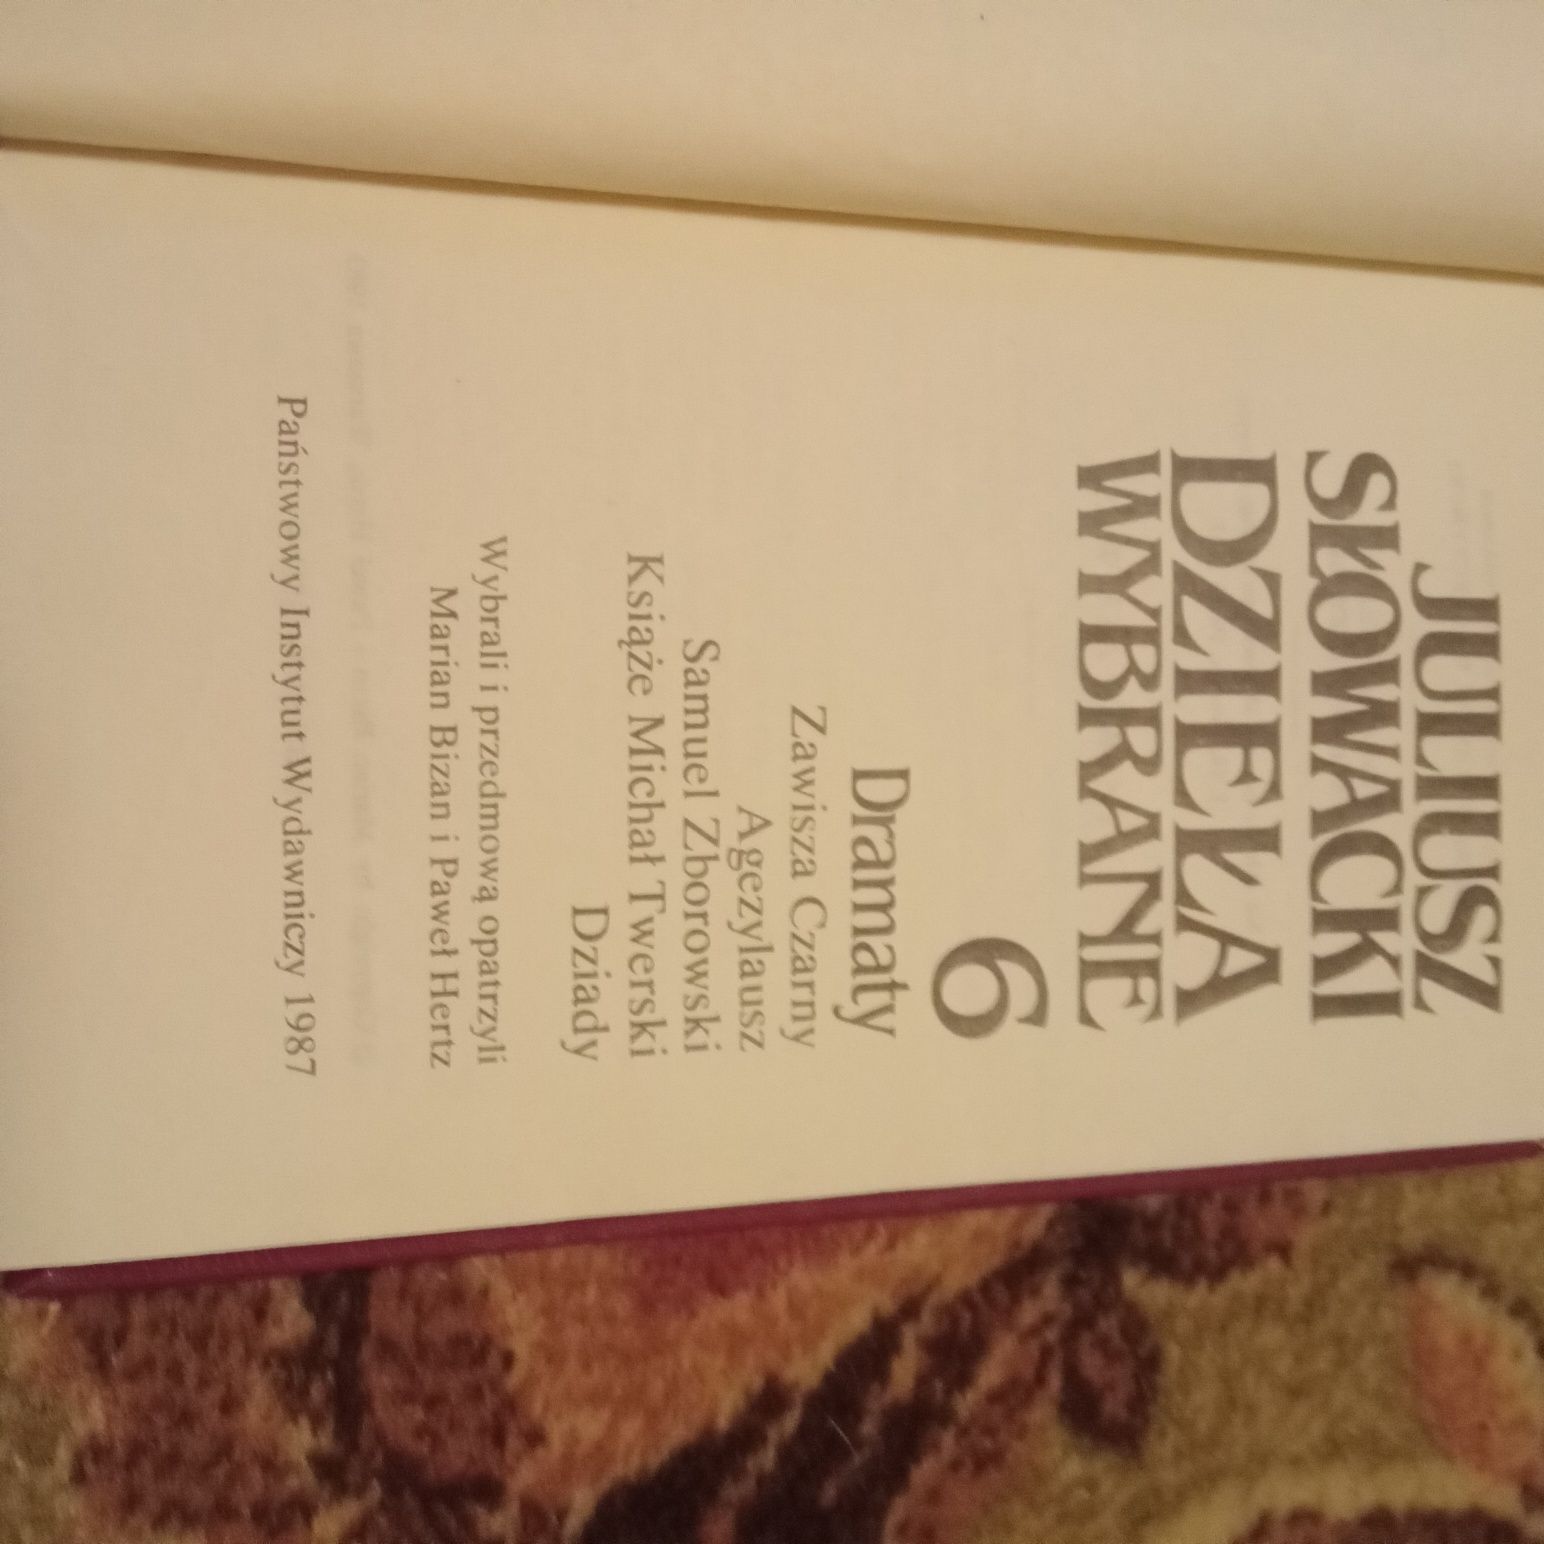 JULIUSZ
SŁOWACKI
DZIEŁA
WYBRANE
6
Dramaty
Zawisza Czarny
Agezylausz
Samuel Zborowski
Książe Michał Twerski
Dziady
Wybrali i przedmową opatrzyli
Marian Bizan i Paweł Hertz
Państwowy Instytut Wydawniczy 1987